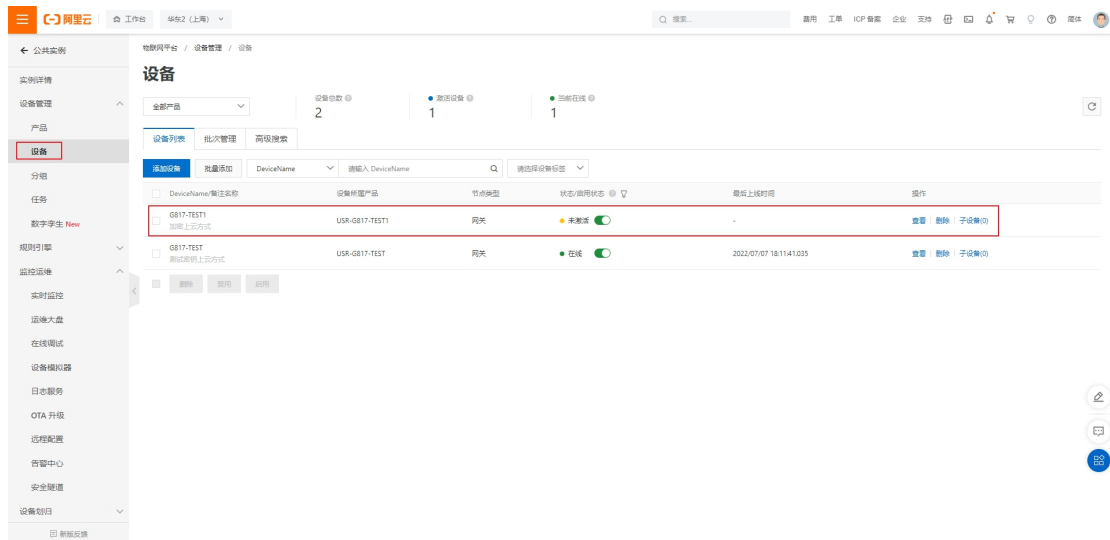 阿里云 工作台 华东2（上海） 搜索... 费用 工单 ICP 备案 企业 支持 简体
公共实例
实例详情
设备管理
产品
设备
分组
任务
数字孪生 New
规则引擎
监控运维
实时监控
运维大盘
在线调试
设备模拟器
日志服务
OTA 升级
远程配置
告警中心
安全隧道
设备划归
新版反馈
物联网平台 / 设备管理 / 设备
设备
全部产品
设备总数
2
激活设备
1
当前在线
1
设备列表 批次管理 高级搜索
添加设备 批量添加 DeviceName 请输入 DeviceName 请选择设备标签
DeviceName/备注名称 设备所属产品 节点类型 状态/启用状态 最后上线时间 操作
G817-TEST1 USR-G817-TEST1 网关 未激活 - 查看 删除 子设备(0)
加密上云方式
G817-TEST USR-G817-TEST 网关 在线 2022/07/07 18:11:41.035 查看 删除 子设备(0)
测试密钥上云方式
删除 禁用 启用